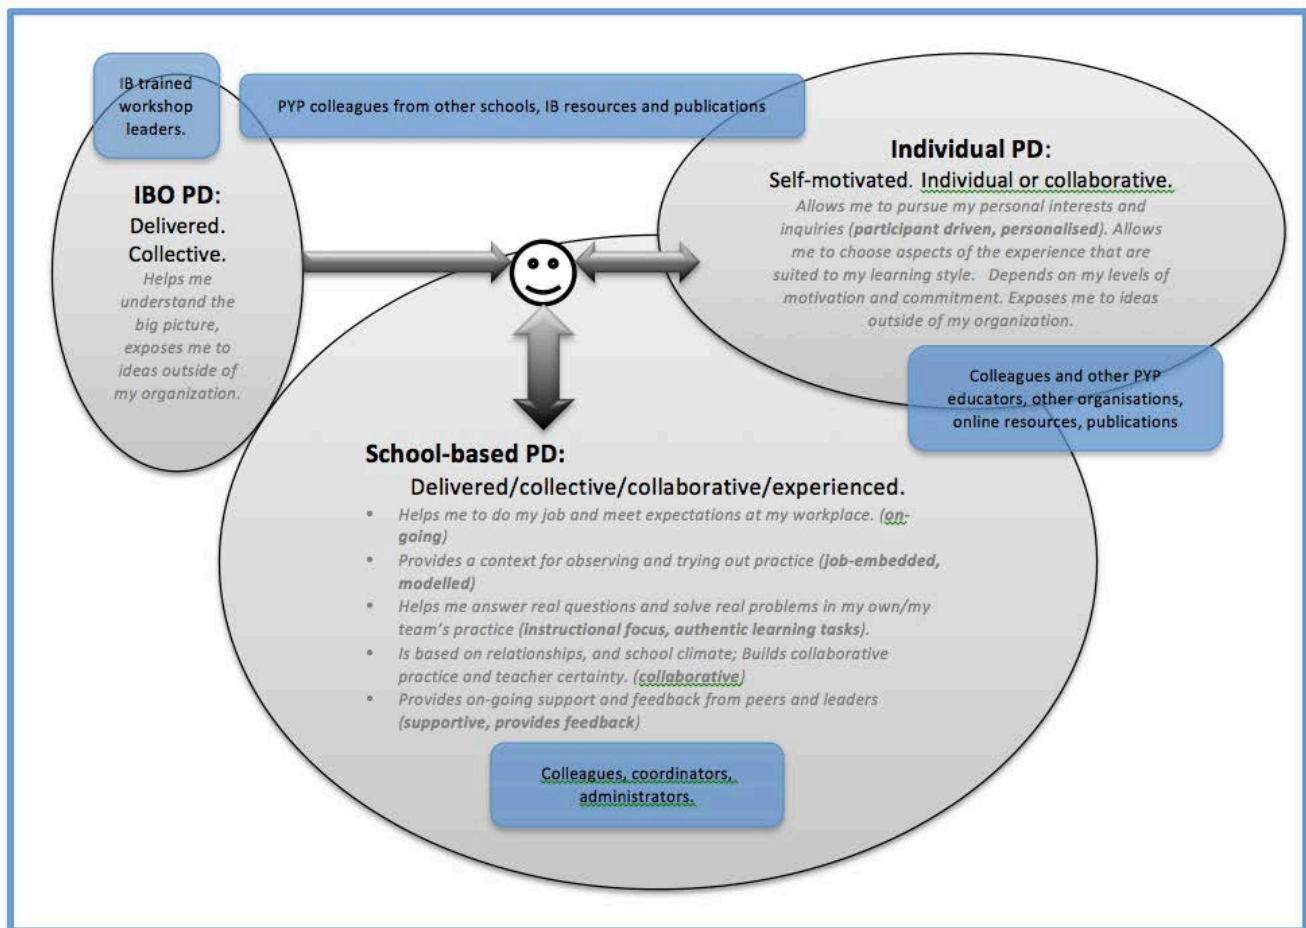 IB trained
workshop
leaders.
PYP colleagues from other schools, IB resources and publications
IBO PD:
Delivered.
Collective.
Helps me
understand the
big picture,
exposes me to
ideas outside of
my organization.
Individual PD:
Self-motivated. Individual or collaborative.
Allows me to pursue my personal interests and
inquiries (participant driven, personalised). Allows
me to choose aspects of the experience that are
suited to my learning style. Depends on my levels of
motivation and commitment. Exposes me to ideas
outside of my organization.
Colleagues and other PYP
educators, other organisations,
online resources, publications
School-based PD:
Delivered/collective/collaborative/experienced.
• Helps me to do my job and meet expectations at my workplace. (on-
going)
• Provides a context for observing and trying out practice (job-embedded,
modelled)
• Helps me answer real questions and solve real problems in my own/my
team's practice (instructional focus, authentic learning tasks).
• Is based on relationships, and school climate; Builds collaborative
practice and teacher certainty. (collaborative)
• Provides on-going support and feedback from peers and leaders
(supportive, provides feedback)
Colleagues, coordinators,
administrators.